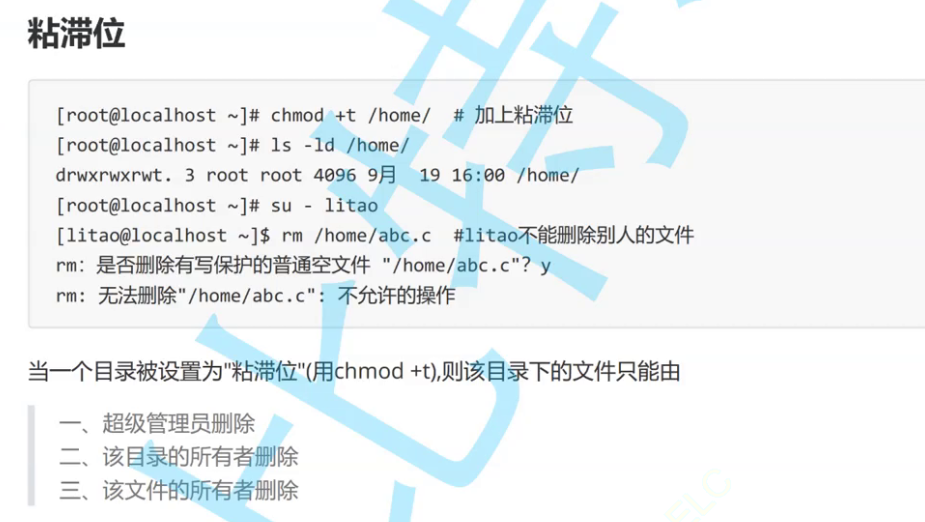 粘滞位
[root@localhost ~]# chmod +t /home/  # 加上粘滞位
[root@localhost ~]# ls -ld /home/
drwxrwxrwt. 3 root root 4096 9月  19 16:00 /home/
[root@localhost ~]# su - litao
[litao@localhost ~]$ rm /home/abc.c  #litao不能删除别人的文件
rm：是否删除有写保护的普通空文件 "/home/abc.c"？y
rm: 无法删除"/home/abc.c": 不允许的操作
当一个目录被设置为"粘滞位"(用chmod +t),则该目录下的文件只能由
一、超级管理员删除
二、该目录的所有者删除
三、该文件的所有者删除
比特